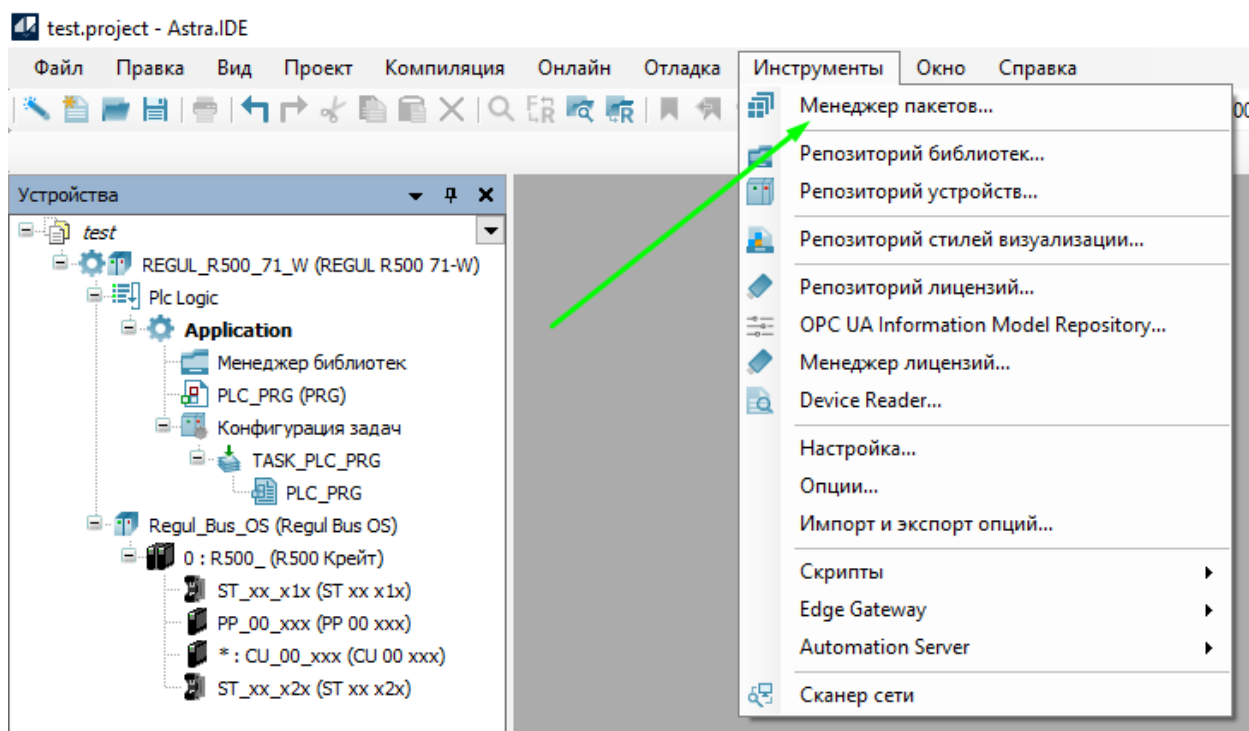 test.project - Astra.IDE
Файл Правка Вид Проект Компиляция Онлайн Отладка Инструменты Окно Справка
Устройства
test
REGUL_R500_71_W (REGUL R500 71-W)
Plc Logic
Application
Менеджер библиотек
PLC_PRG (PRG)
Конфигурация задач
TASK_PLC_PRG
PLC_PRG
Regul_Bus_OS (Regul Bus OS)
0 : R500_ (R500 Крейт)
ST_xx_x1x (ST xx x1x)
PP_00_xxx (PP 00 xxx)
* : CU_00_xxx (CU 00 xxx)
ST_xx_x2x (ST xx x2x)
Менеджер пакетов...
Репозиторий библиотек...
Репозиторий устройств...
Репозиторий стилей визуализации...
Репозиторий лицензий...
OPC UA Information Model Repository...
Менеджер лицензий...
Device Reader...
Настройка...
Опции...
Импорт и экспорт опций...
Скрипты
Edge Gateway
Automation Server
Сканер сети